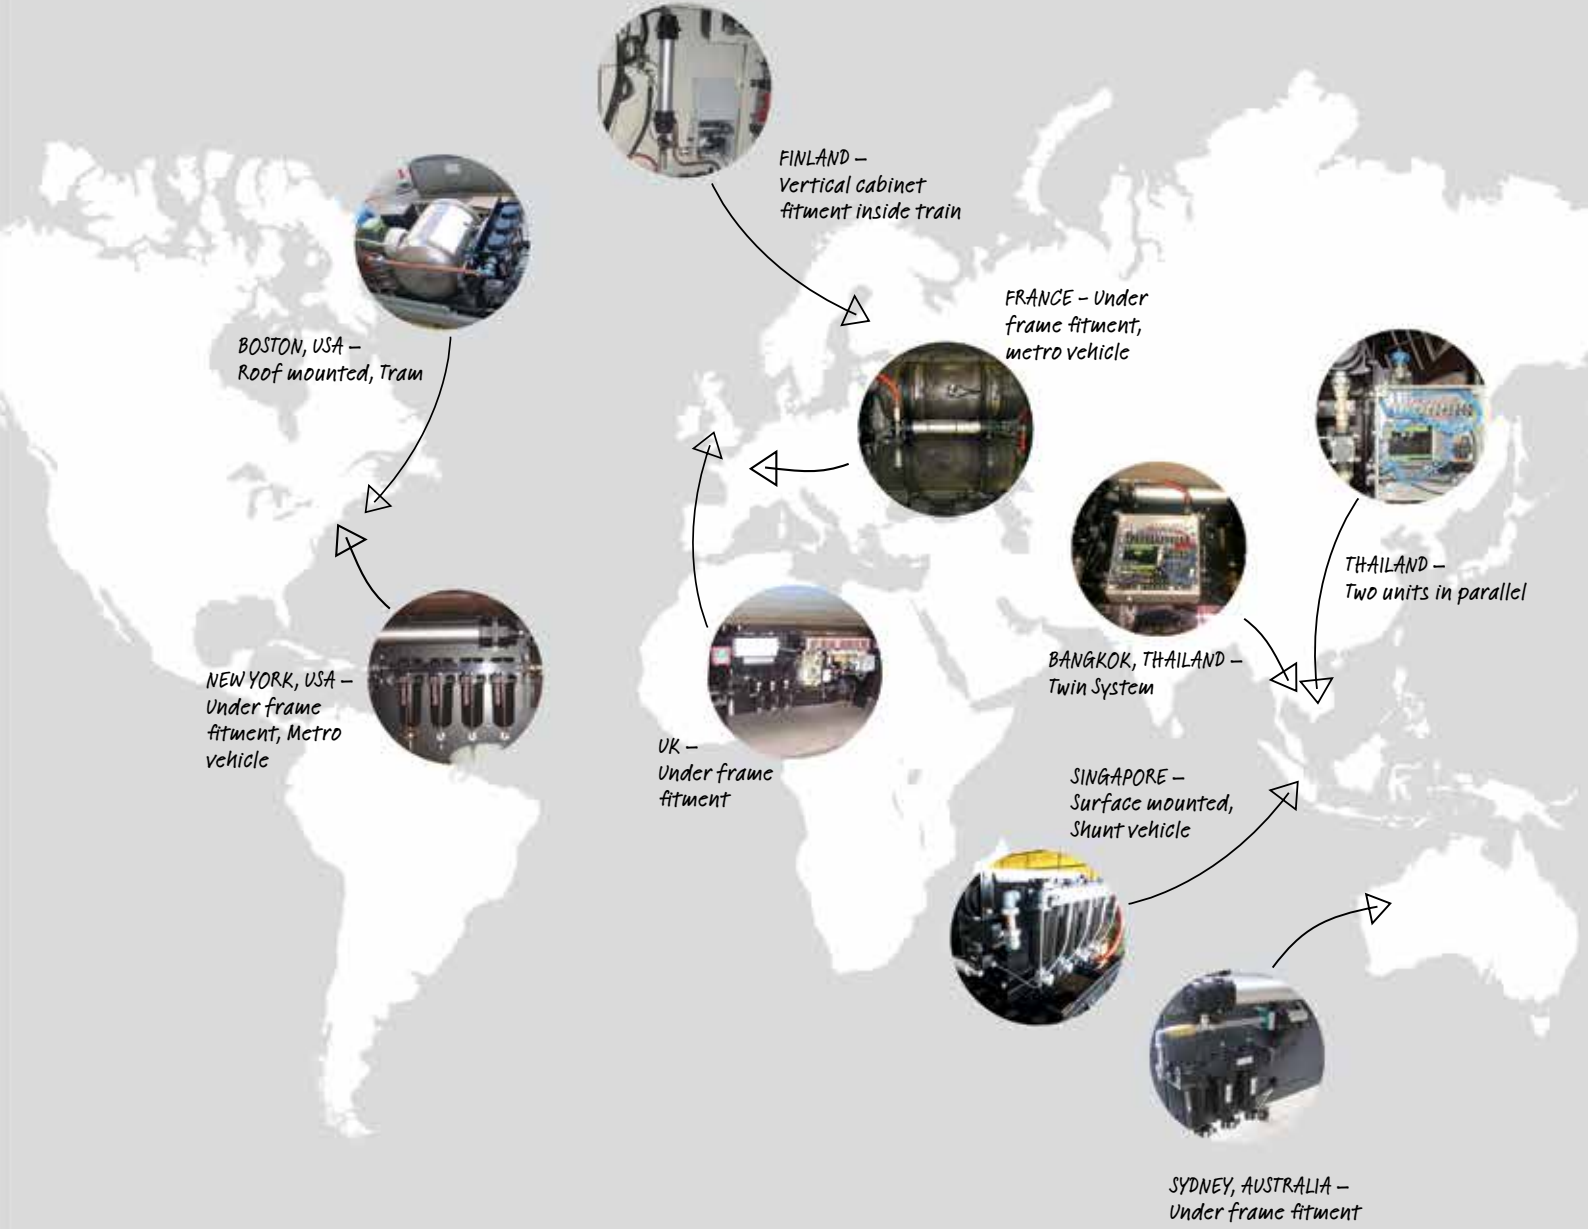 FINLAND –
Vertical cabinet
fitment inside train
FRANCE – Under
frame fitment,
metro vehicle
BOSTON, USA –
Roof mounted, Tram
THAILAND –
Two units in parallel
BANGKOK, THAILAND –
Twin System
NEW YORK, USA –
Under frame
fitment, Metro
vehicle
UK –
Under frame
fitment
SINGAPORE –
Surface mounted,
Shunt vehicle
SYDNEY, AUSTRALIA –
Under frame fitment